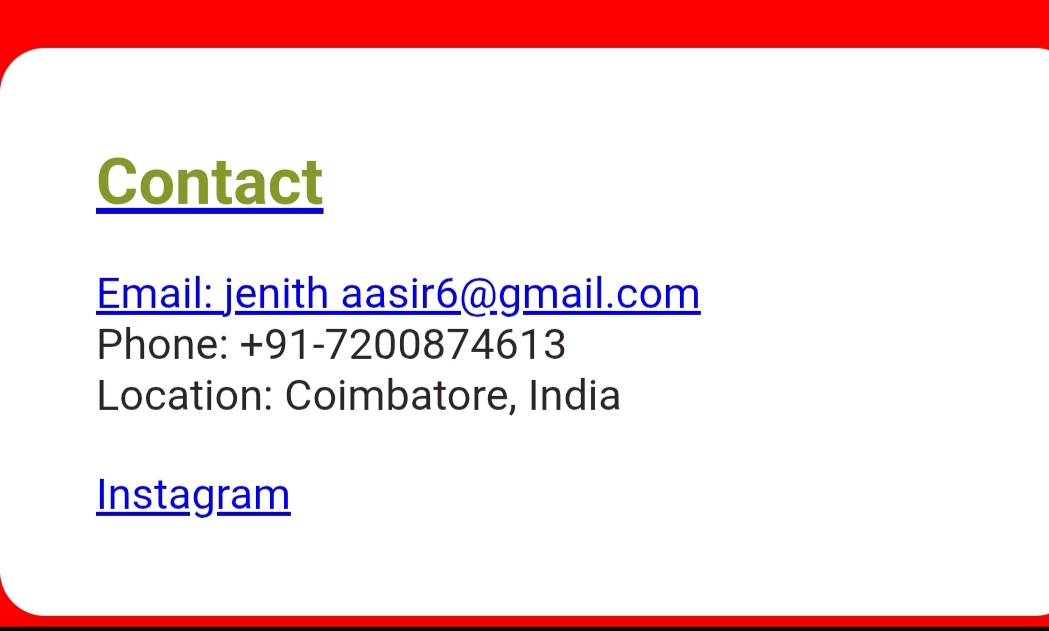 Contact
Email: jenith aasir6@gmail.com
Phone: +91-7200874613
Location: Coimbatore, India
Instagram